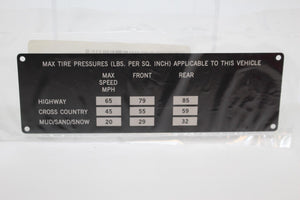 MAX TIRE PRESSURES (LBS. PER SQ. INCH) APPLICABLE TO THIS VEHICLE
MAX SPEED MPH FRONT REAR
HIGHWAY 65 79 85
CROSS COUNTRY 45 55 59
MUD/SAND/SNOW 20 29 32